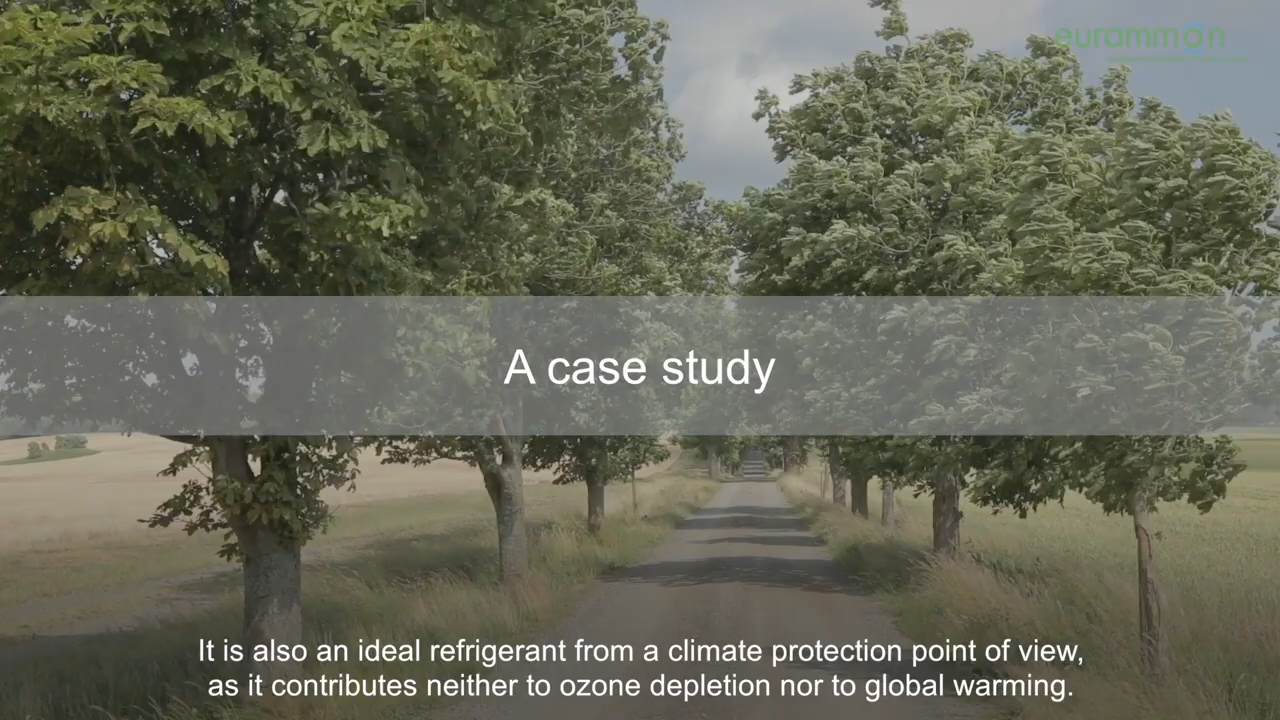 eurammon
A case study
It is also an ideal refrigerant from a climate protection point of view,
as it contributes neither to ozone depletion nor to global warming.